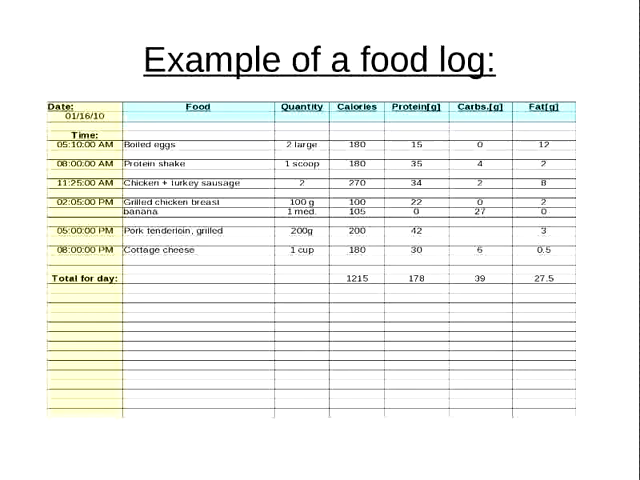 Example of a food log:
Date: Food Quantity Calories Protein[g] Carbs.[g] Fat[g]
01/16/10
Time:
05:10:00 AM Boiled eggs 2 large 180 15 0 12
08:00:00 AM Protein shake 1 scoop 180 35 4 2
11:25:00 AM Chicken + turkey sausage 2 270 34 2 8
02:05:00 PM Grilled chicken breast 100 g 100 22 0 2
banana 1 med. 105 0 27 0
05:00:00 PM Pork tenderloin, grilled 200g 200 42 3
08:00:00 PM Cottage cheese 1 cup 180 30 6 0.5
Total for day: 1215 178 39 27.5